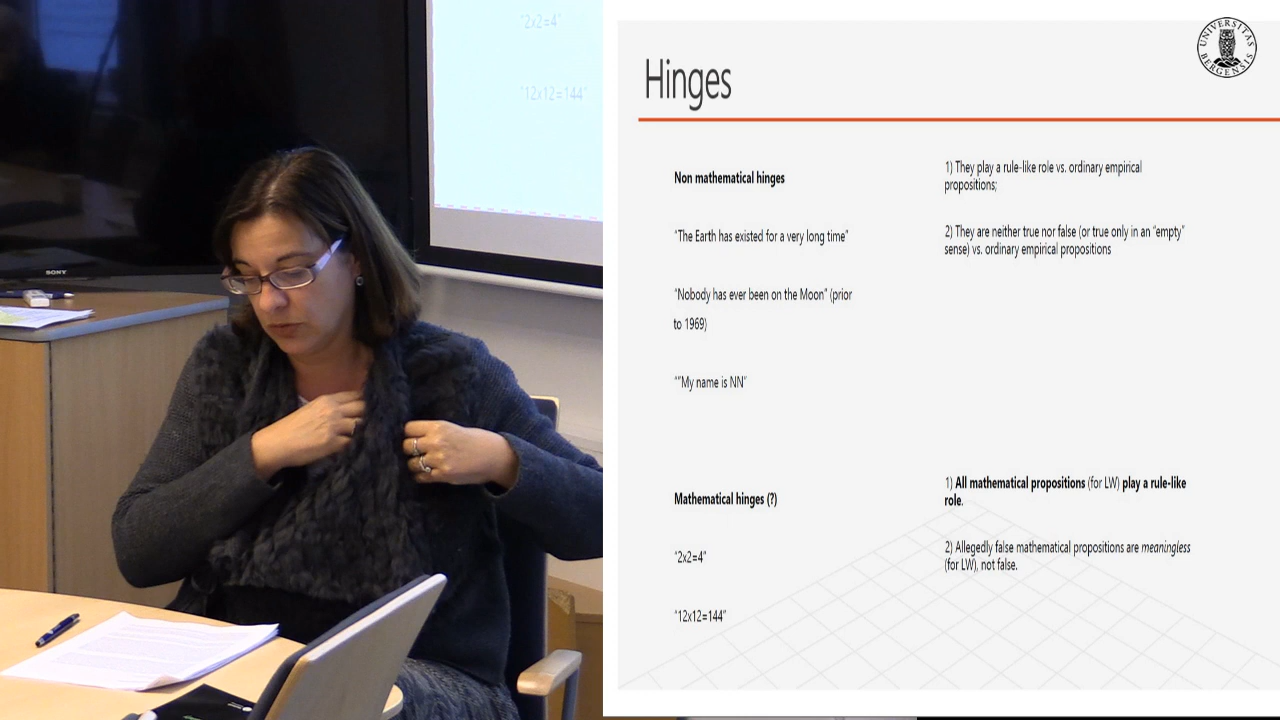 "2x2=4"
"12x12=144"
SONY
UNIVERSITAS BERGENSIS
Hinges
Non mathematical hinges
"The Earth has existed for a very long time"
"Nobody has ever been on the Moon" (prior
to 1969)
""My name is NN"
1) They play a rule-like role vs. ordinary empirical
propositions;
2) They are neither true nor false (or true only in an "empty"
sense) vs. ordinary empirical propositions
Mathematical hinges (?)
"2x2=4"
"12x12=144"
1) All mathematical propositions (for LW) play a rule-like
role.
2) Allegedly false mathematical propositions are meaningless
(for LW), not false.